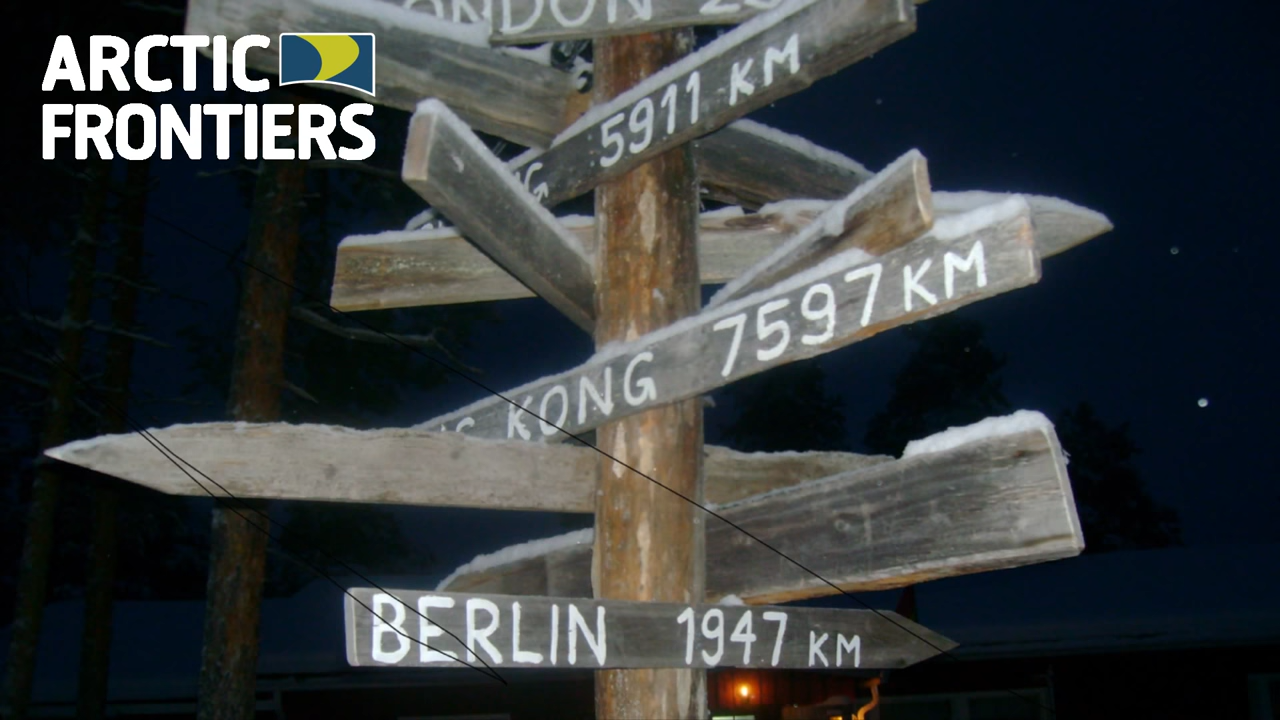 ARCTIC
FRONTIERS
5911 KM
KONG 7597 KM
BERLIN 1947 KM